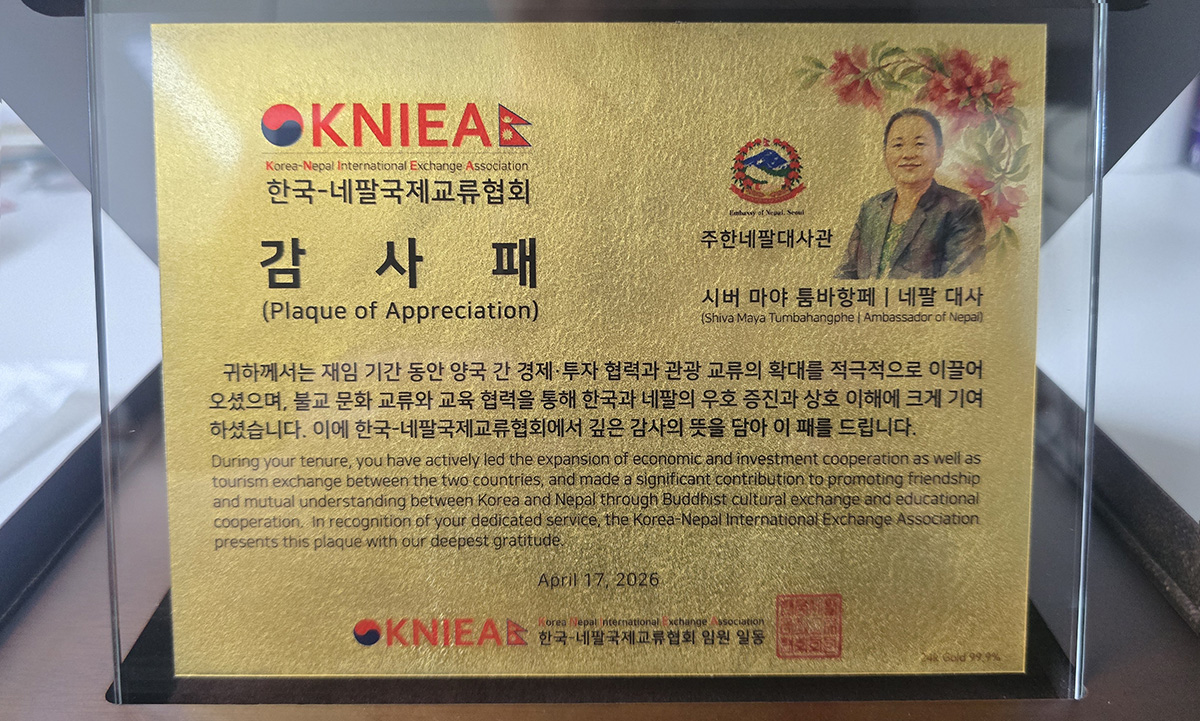 KNIEA
Korea-Nepal International Exchange Association
한국-네팔국제교류협회
감 사 패
(Plaque of Appreciation)
Embassy of Nepal, Seoul
주한네팔대사관
시버 마야 툼바항페 | 네팔 대사
(Shiva Maya Tumbahangphe | Ambassador of Nepal)
귀하께서는 재임 기간 동안 양국 간 경제·투자 협력과 관광 교류의 확대를 적극적으로 이끌어
오셨으며, 불교 문화 교류와 교육 협력을 통해 한국과 네팔의 우호 증진과 상호 이해에 크게 기여
하셨습니다. 이에 한국-네팔국제교류협회에서 깊은 감사의 뜻을 담아 이 패를 드립니다.
During your tenure, you have actively led the expansion of economic and investment cooperation as well as
tourism exchange between the two countries, and made a significant contribution to promoting friendship
and mutual understanding between Korea and Nepal through Buddhist cultural exchange and educational
cooperation. In recognition of your dedicated service, the Korea-Nepal International Exchange Association
presents this plaque with our deepest gratitude.
April 17, 2026
KNIEA
Korea Nepal International Exchange Association
한국-네팔국제교류협회 임원 일동
24k Gold 99.9%